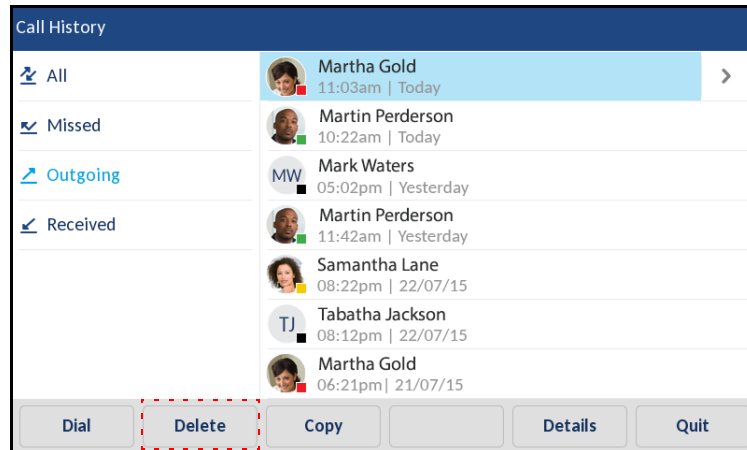 Call History
All
Missed
Outgoing
Received
Martha Gold
11:03am | Today
Martin Perderson
10:22am | Today
MW
Mark Waters
05:02pm | Yesterday
Martin Perderson
11:42am | Yesterday
Samantha Lane
08:22pm | 22/07/15
TJ
Tabatha Jackson
08:12pm | 22/07/15
Martha Gold
06:21pm| 21/07/15
Dial
Delete
Copy
Details
Quit